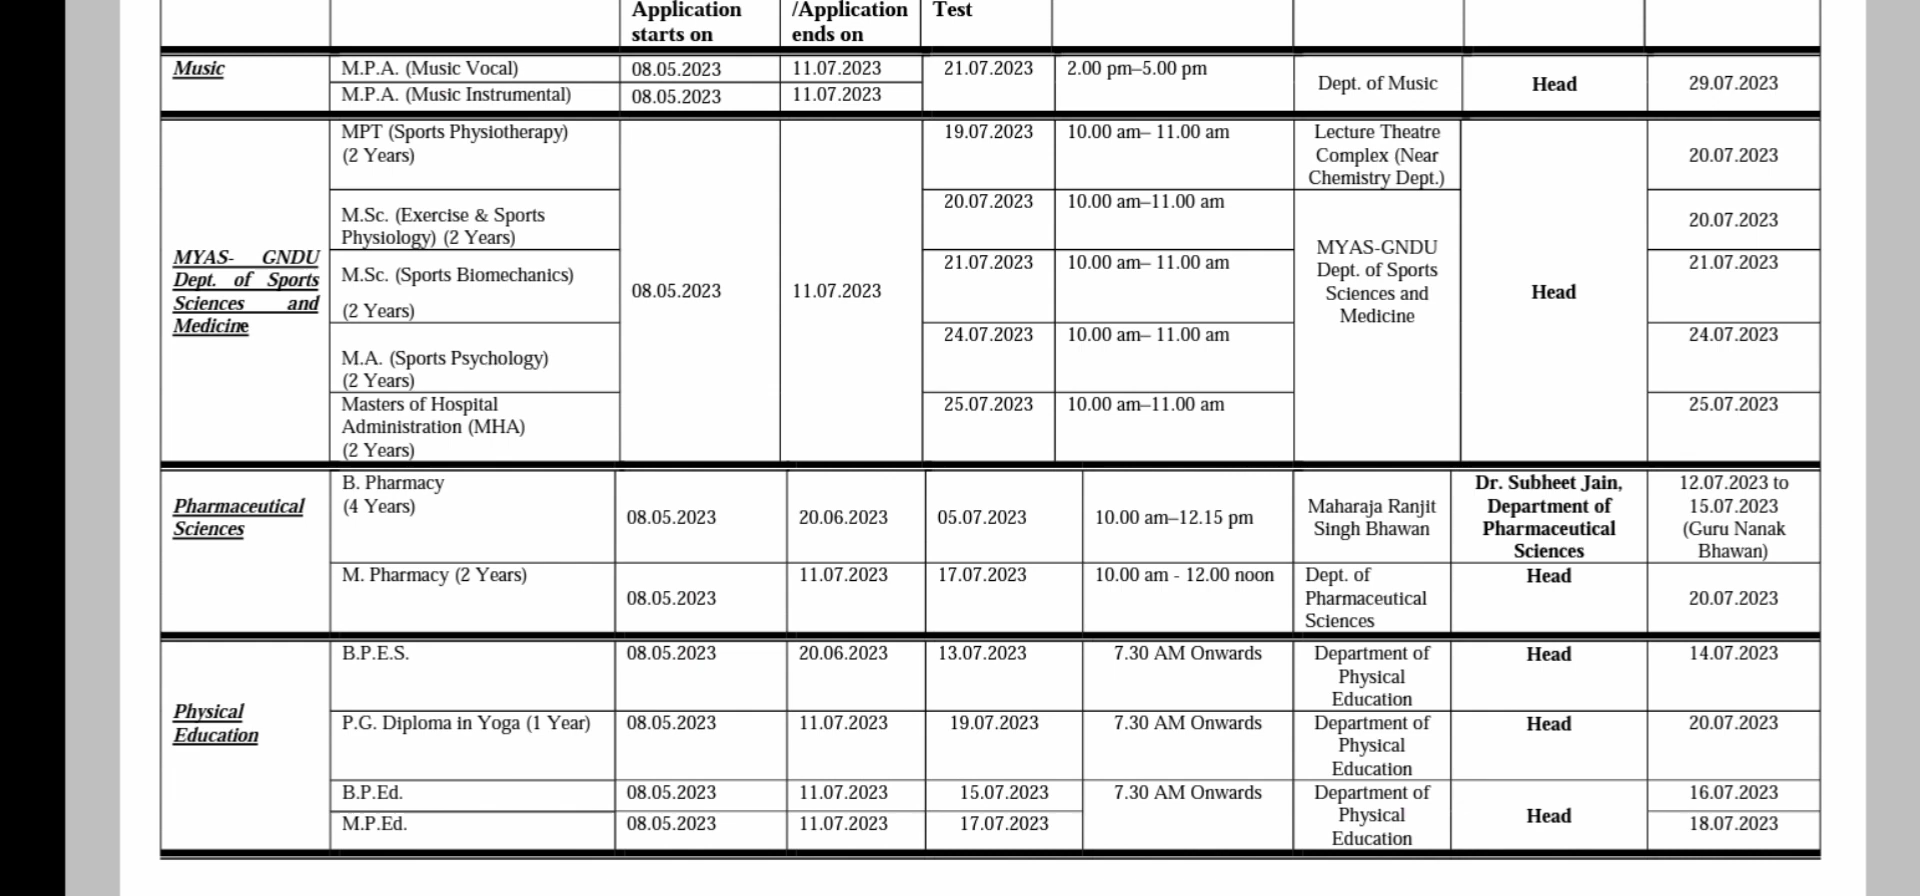 Application starts on
/Application ends on
Test
Music
M.P.A. (Music Vocal) 08.05.2023 11.07.2023 21.07.2023 2.00 pm–5.00 pm Dept. of Music Head 29.07.2023
M.P.A. (Music Instrumental) 08.05.2023 11.07.2023
MYAS- GNDU
Dept. of Sports
Sciences and
Medicine
MPT (Sports Physiotherapy)
(2 Years)
08.05.2023 11.07.2023
19.07.2023 10.00 am– 11.00 am
Lecture Theatre
Complex (Near
Chemistry Dept.)
Head
20.07.2023
M.Sc. (Exercise & Sports
Physiology) (2 Years)
20.07.2023 10.00 am–11.00 am
MYAS-GNDU
Dept. of Sports
Sciences and
Medicine
20.07.2023
M.Sc. (Sports Biomechanics)
(2 Years)
21.07.2023 10.00 am– 11.00 am 21.07.2023
M.A. (Sports Psychology)
(2 Years)
24.07.2023 10.00 am– 11.00 am 24.07.2023
Masters of Hospital
Administration (MHA)
(2 Years)
25.07.2023 10.00 am–11.00 am 25.07.2023
Pharmaceutical
Sciences
B. Pharmacy
(4 Years)
08.05.2023 20.06.2023 05.07.2023 10.00 am–12.15 pm
Maharaja Ranjit
Singh Bhawan
Dr. Subheet Jain,
Department of
Pharmaceutical
Sciences
12.07.2023 to
15.07.2023
(Guru Nanak
Bhawan)
M. Pharmacy (2 Years)
08.05.2023 11.07.2023 17.07.2023 10.00 am - 12.00 noon
Dept. of
Pharmaceutical
Sciences
Head
20.07.2023
Physical
Education
B.P.E.S. 08.05.2023 20.06.2023 13.07.2023 7.30 AM Onwards
Department of
Physical
Education
Head 14.07.2023
P.G. Diploma in Yoga (1 Year) 08.05.2023 11.07.2023 19.07.2023 7.30 AM Onwards
Department of
Physical
Education
Head 20.07.2023
B.P.Ed. 08.05.2023 11.07.2023 15.07.2023 7.30 AM Onwards
Department of
Physical
Education
Head 16.07.2023
M.P.Ed. 08.05.2023 11.07.2023 17.07.2023 18.07.2023